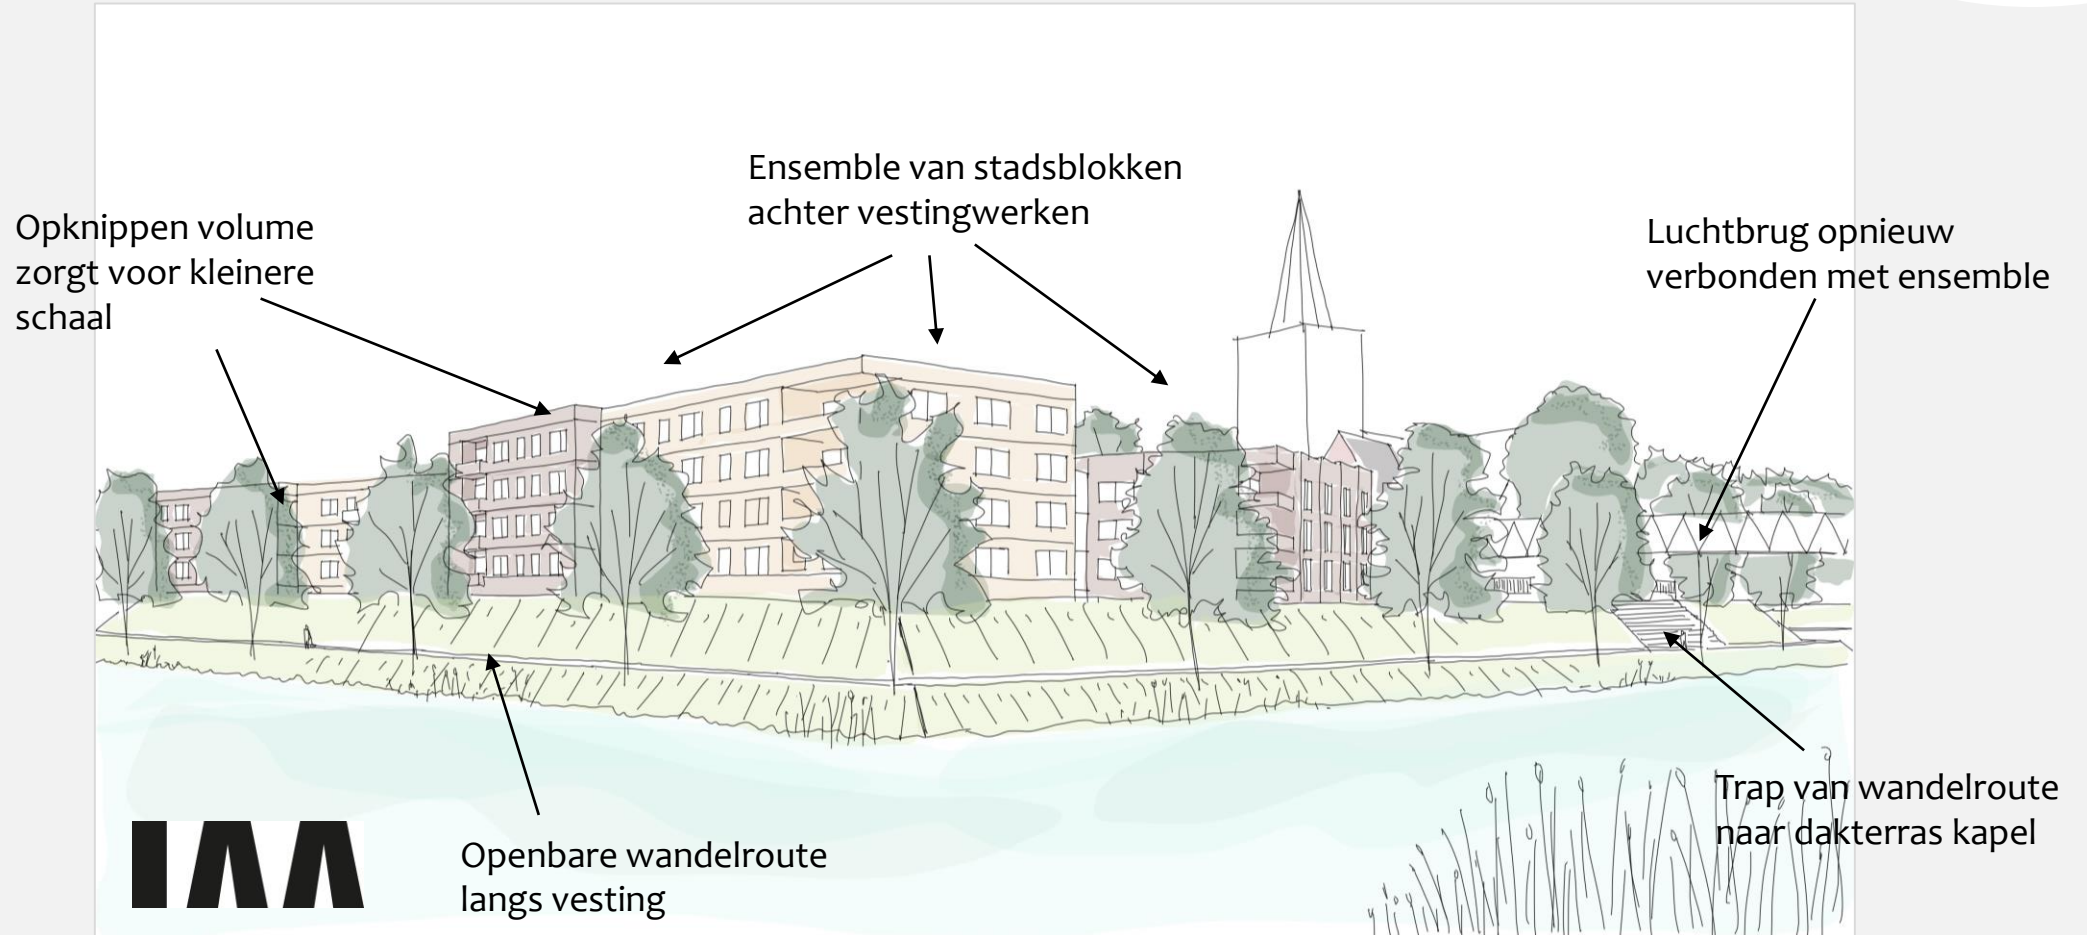 Ensemble van stadsblokken
achter vestingwerken
Opknippen volume
zorgt voor kleinere
schaal
Luchtbrug opnieuw
verbonden met ensemble
Trap van wandelroute
naar dakterras kapel
Openbare wandelroute
langs vesting
IAA